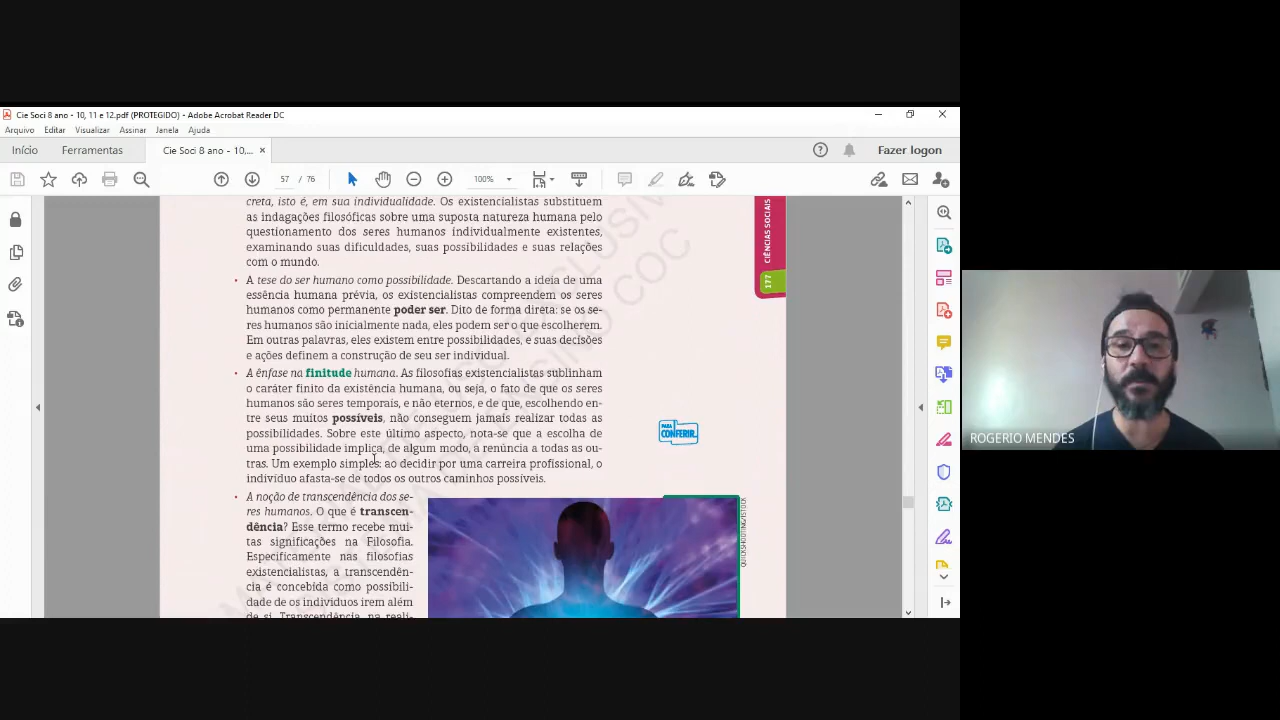 Cie Soci 8 ano - 10, 11 e 12.pdf (PROTEGIDO) - Adobe Acrobat Reader DC
Arquivo Editar Visualizar Assinar Janela Ajuda
Início Ferramentas Cie Soci 8 ano - 10,... × Fazer logon
57 / 76 100%
creta, isto é, em sua individualidade. Os existencialistas substituem
as indagações filosóficas sobre uma suposta natureza humana pelo
questionamento dos seres humanos individualmente existentes,
examinando suas dificuldades, suas possibilidades e suas relações
com o mundo.
• A tese do ser humano como possibilidade. Descartando a ideia de uma
essência humana prévia, os existencialistas compreendem os seres
humanos como permanente poder ser. Dito de forma direta: se os se-
res humanos são inicialmente nada, eles podem ser o que escolherem.
Em outras palavras, eles existem entre possibilidades, e suas decisões
e ações definem a construção de seu ser individual.
• A ênfase na finitude humana. As filosofias existencialistas sublinham
o caráter finito da existência humana, ou seja, o fato de que os seres
humanos são seres temporais, e não eternos, e de que, escolhendo en-
tre seus muitos possíveis, não conseguem jamais realizar todas as
possibilidades. Sobre este último aspecto, nota-se que a escolha de
uma possibilidade implica, de algum modo, a renúncia a todas as ou-
tras. Um exemplo simples: ao decidir por uma carreira profissional, o
indivíduo afasta-se de todos os outros caminhos possíveis.
• A noção de transcendência dos se-
res humanos. O que é transcen-
dência? Esse termo recebe mui-
tas significações na Filosofia.
Especificamente nas filosofias
existencialistas, a transcendên-
cia é concebida como possibili-
dade de os indivíduos irem além
de si. Transcendência, na reali-
CIÊNCIAS SOCIAIS
177
PARA
CONFERIR
QUICKSHOOTING/ISTOCK
ROGERIO MENDES